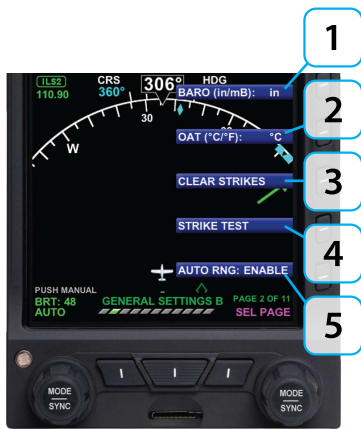 1
ILS2 CRS 306° HDG
110.90 360° BARO (in/mB): in
30
W
2
OAT (°C/°F): °C
3
CLEAR STRIKES
4
STRIKE TEST
5
AUTO RNG: ENABLE
PUSH MANUAL
BRT: 48 GENERAL SETTINGS B PAGE 2 OF 11
AUTO SEL PAGE
MODE
SYNC
MODE
SYNC